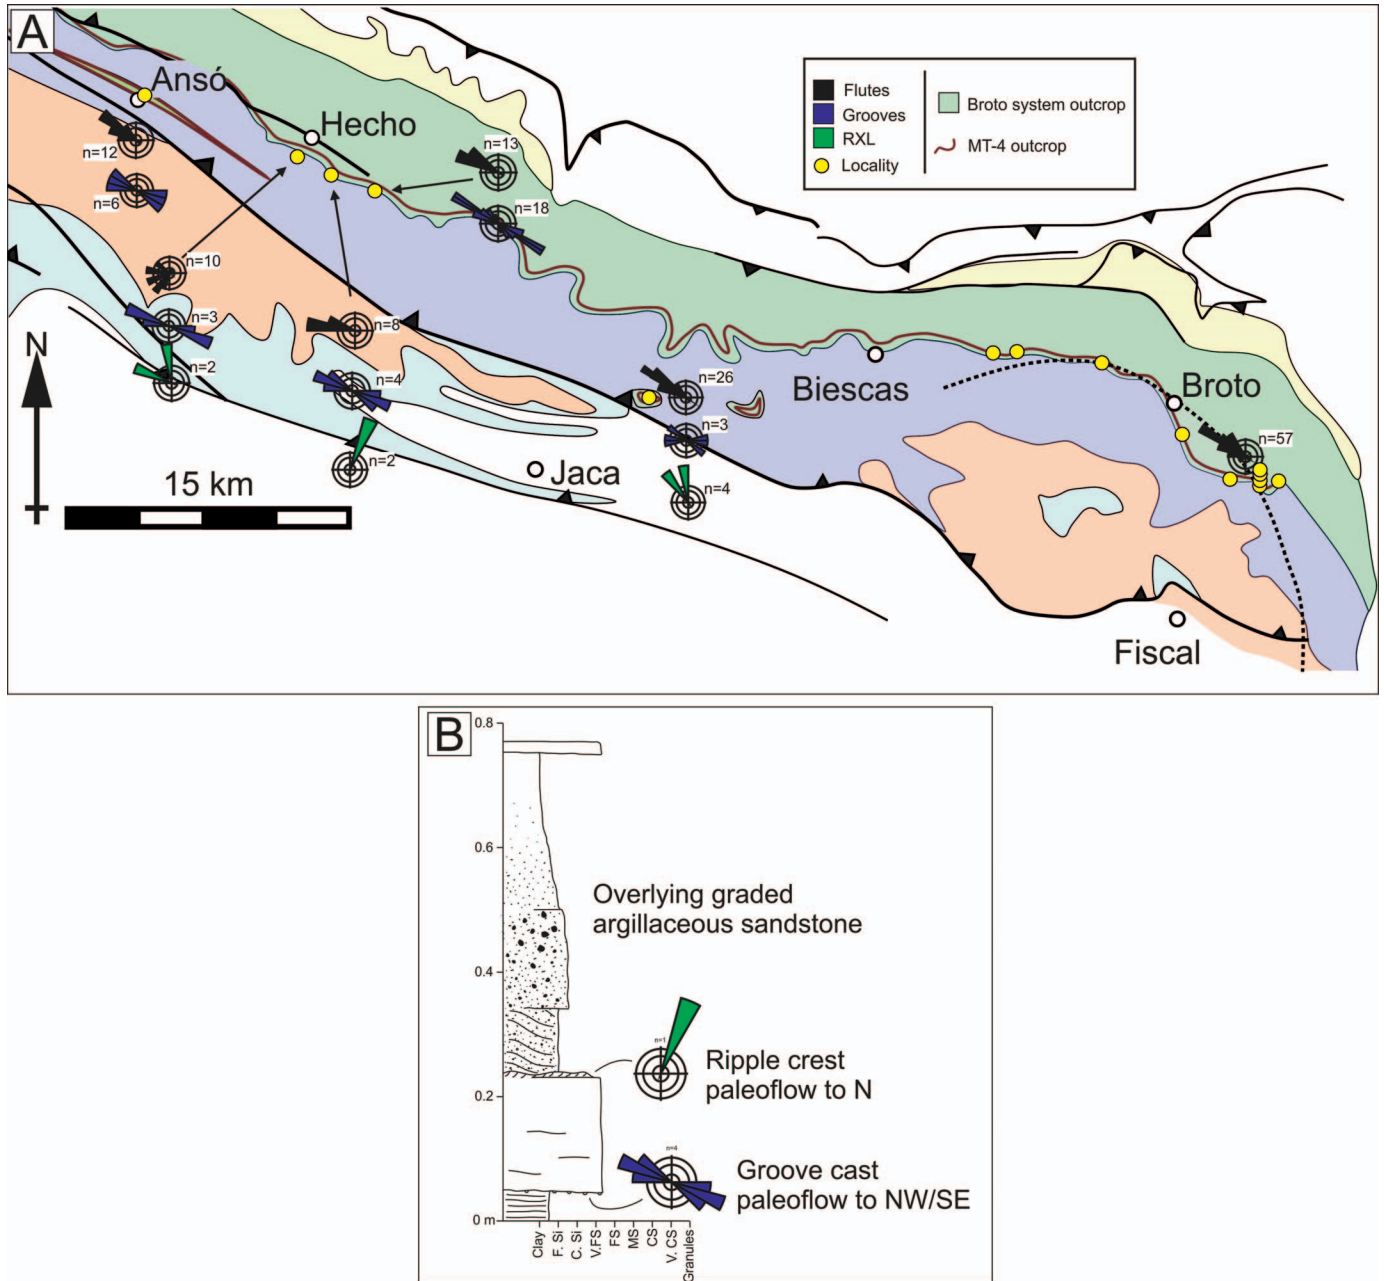 A
Ansó
Hecho
n=13
n=12
n=18
n=6
n=10
n=3
n=8
n=2
n=4
n=26
n=3
n=2
n=4
n=57
Flutes
Grooves
RXL
Locality
Broto system outcrop
MT-4 outcrop
N
Biescas
Broto
Jaca
15 km
Fiscal
B
0.8
0.6
0.4
0.2
0 m
Overlying graded
argillaceous sandstone
n=1
Ripple crest
paleoflow to N
n=4
Groove cast
paleoflow to NW/SE
Clay
F. Si
C. Si
V.FS
FS
MS
CS
V. CS
Granules